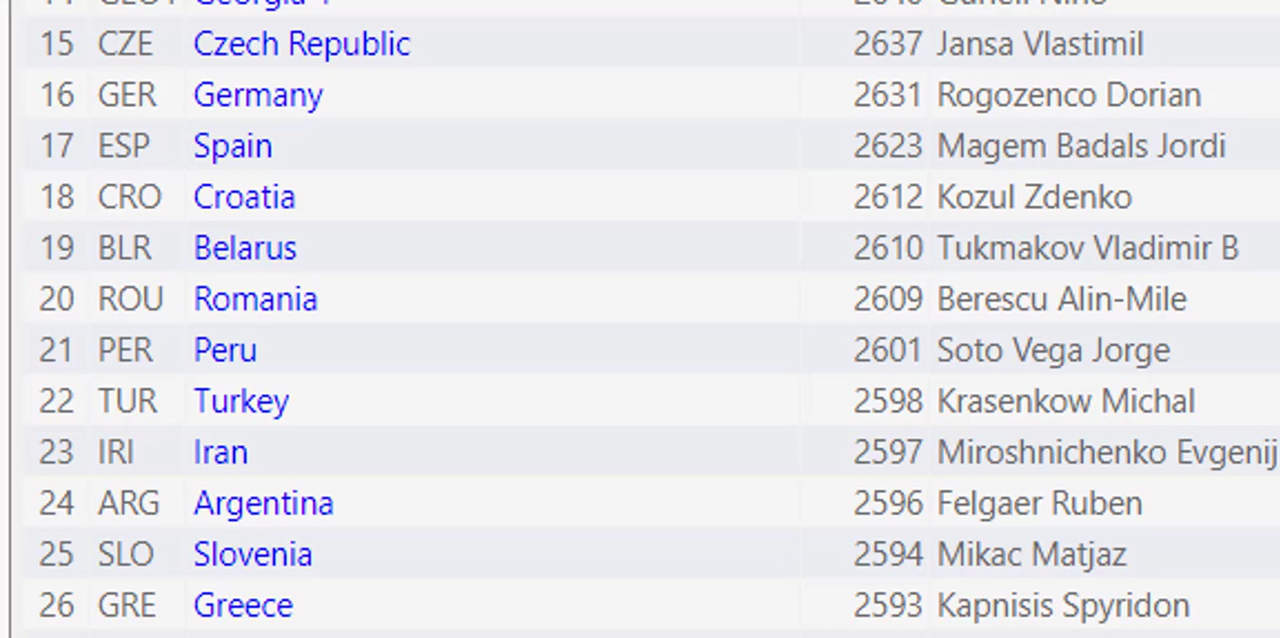 15 CZE Czech Republic 2637 Jansa Vlastimil
16 GER Germany 2631 Rogozenco Dorian
17 ESP Spain 2623 Magem Badals Jordi
18 CRO Croatia 2612 Kozul Zdenko
19 BLR Belarus 2610 Tukmakov Vladimir B
20 ROU Romania 2609 Berescu Alin-Mile
21 PER Peru 2601 Soto Vega Jorge
22 TUR Turkey 2598 Krasenkow Michal
23 IRI Iran 2597 Miroshnichenko Evgenij
24 ARG Argentina 2596 Felgaer Ruben
25 SLO Slovenia 2594 Mikac Matjaz
26 GRE Greece 2593 Kapnisis Spyridon